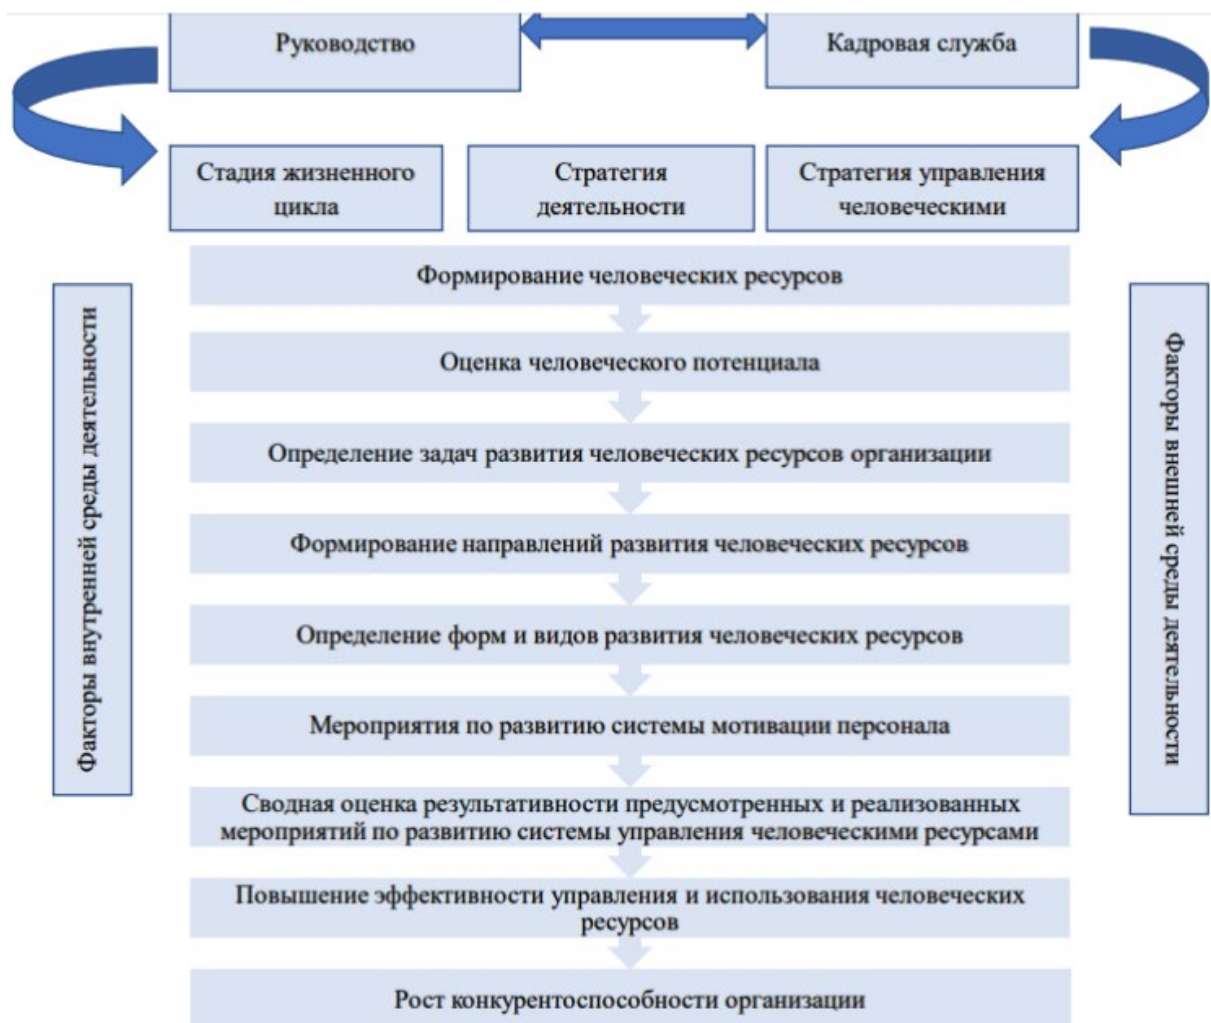 Руководство
Кадровая служба
Стадия жизненного
цикла
Стратегия
деятельности
Стратегия управления
человеческими
Формирование человеческих ресурсов
Оценка человеческого потенциала
Определение задач развития человеческих ресурсов организации
Формирование направлений развития человеческих ресурсов
Определение форм и видов развития человеческих ресурсов
Мероприятия по развитию системы мотивации персонала
Сводная оценка результативности предусмотренных и реализованных
мероприятий по развитию системы управления человеческими ресурсами
Повышение эффективности управления и использования человеческих
ресурсов
Рост конкурентоспособности организации
Факторы внутренней среды деятельности
Факторы внешней среды деятельности